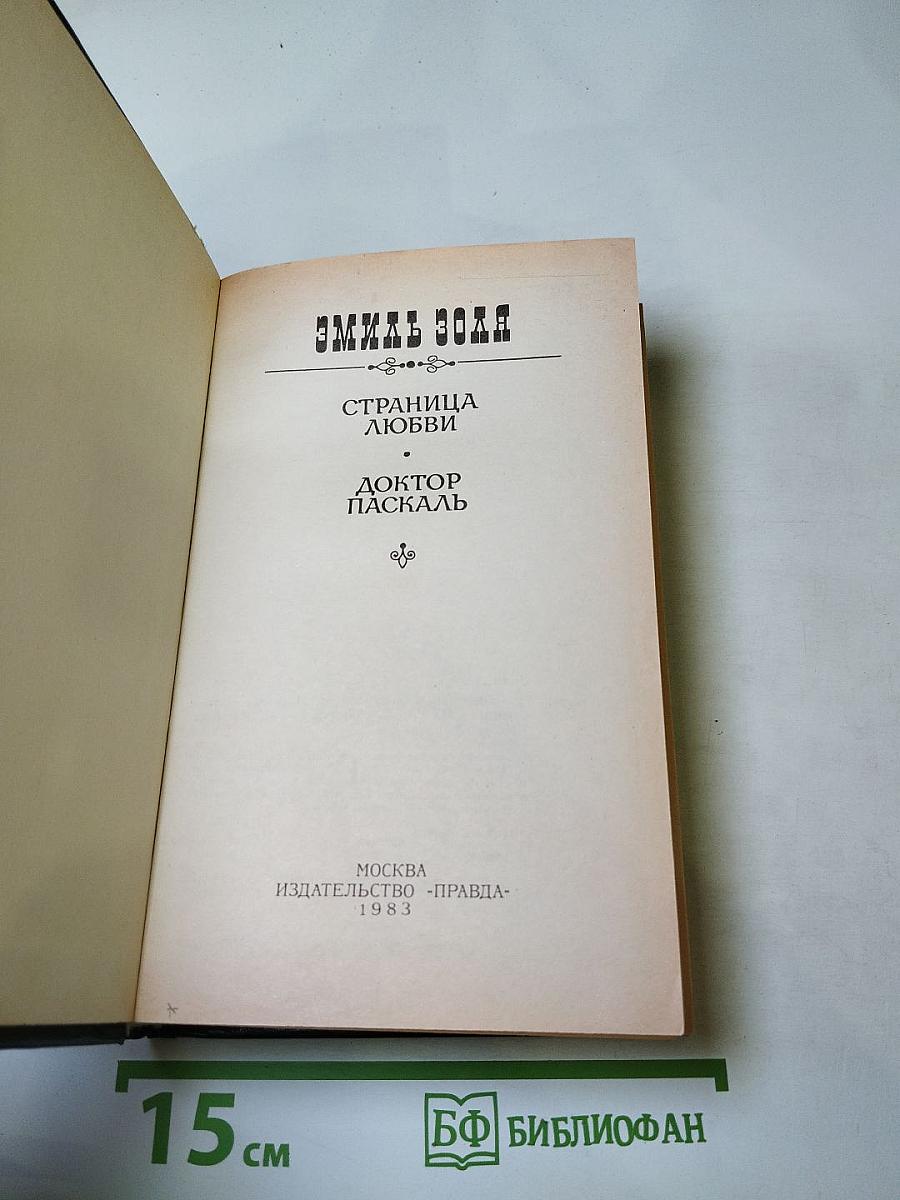 ЭМИЛЬ ЗОЛЯ
СТРАНИЦА
ЛЮБВИ
•
ДОКТОР
ПАСКАЛЬ
МОСКВА
ИЗДАТЕЛЬСТВО «ПРАВДА»
1983
15 см
БФ БИБЛИОФАН